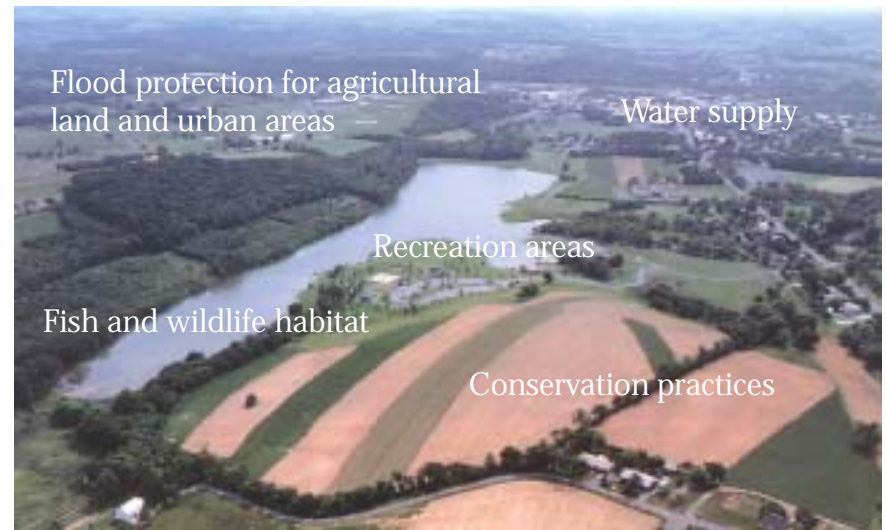 Flood protection for agricultural
land and urban areas
Water supply
Recreation areas
Fish and wildlife habitat
Conservation practices